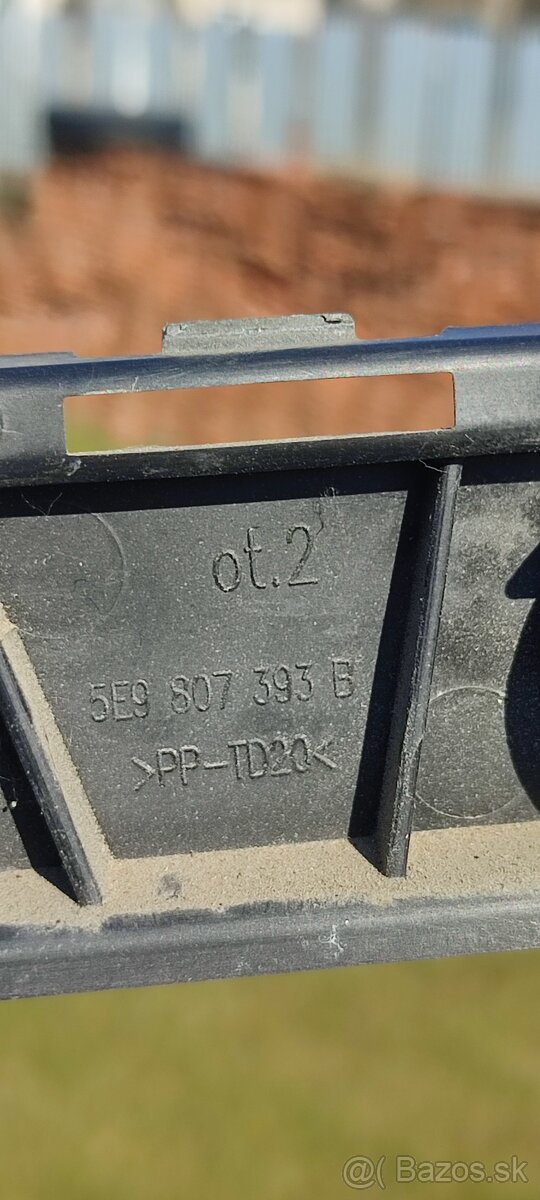 ot.2
5E9 807 393 B
>PP-TD20<
@( Bazos.sk